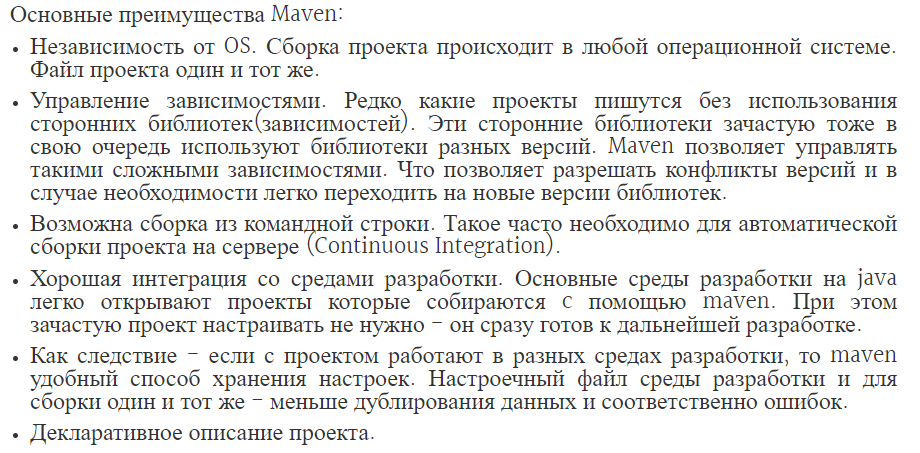 Основные преимущества Maven:
• Независимость от OS. Сборка проекта происходит в любой операционной системе.
Файл проекта один и тот же.
• Управление зависимостями. Редко какие проекты пишутся без использования
сторонних библиотек(зависимостей). Эти сторонние библиотеки зачастую тоже в
свою очередь используют библиотеки разных версий. Maven позволяет управлять
такими сложными зависимостями. Что позволяет разрешать конфликты версий и в
случае необходимости легко переходить на новые версии библиотек.
• Возможна сборка из командной строки. Такое часто необходимо для автоматической
сборки проекта на сервере (Continuous Integration).
• Хорошая интеграция со средами разработки. Основные среды разработки на java
легко открывают проекты которые собираются c помощью maven. При этом
зачастую проект настраивать не нужно – он сразу готов к дальнейшей разработке.
• Как следствие – если с проектом работают в разных средах разработки, то maven
удобный способ хранения настроек. Настроечный файл среды разработки и для
сборки один и тот же – меньше дублирования данных и соответственно ошибок.
• Декларативное описание проекта.